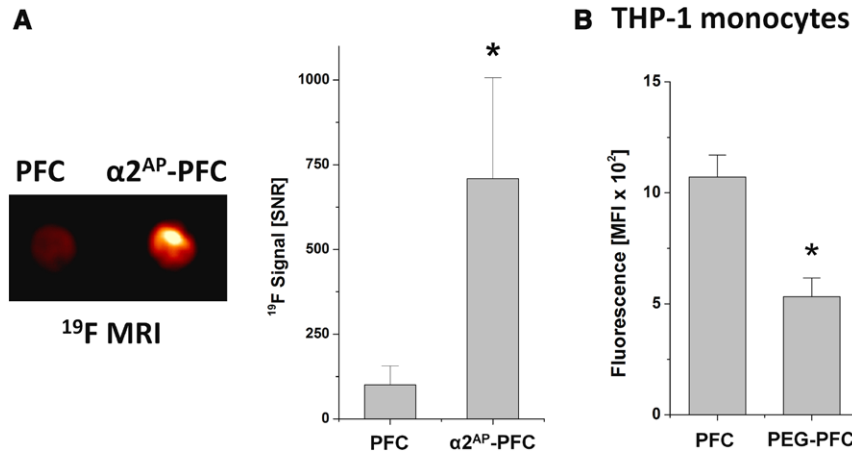 A
PFC α2ᴬᴾ-PFC
¹⁹F MRI
¹⁹F Signal [SNR]
1000
750
500
250
0
*
PFC α2ᴬᴾ-PFC
B THP-1 monocytes
Fluorescence [MFI x 10²]
15
10
5
0
*
PFC PEG-PFC